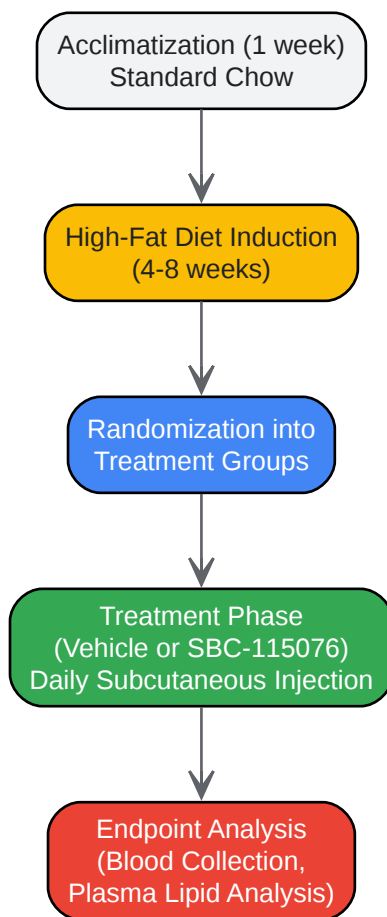 Acclimatization (1 week)
Standard Chow
High-Fat Diet Induction
(4-8 weeks)
Randomization into
Treatment Groups
Treatment Phase
(Vehicle or SBC-115076)
Daily Subcutaneous Injection
Endpoint Analysis
(Blood Collection,
Plasma Lipid Analysis)